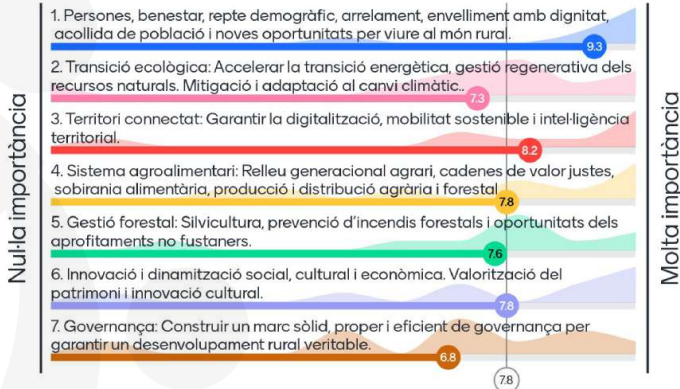 Nul·la importància
1. Persones, benestar, repte demogràfic, arrelament, envelliment amb dignitat,
acollida de població i noves oportunitats per viure al món rural.
9.3
2. Transició ecològica: Accelerar la transició energètica, gestió regenerativa dels
recursos naturals. Mitigació i adaptació al canvi climàtic..
7.3
3. Territori connectat: Garantir la digitalització, mobilitat sostenible i intel·ligència
territorial.
8.2
4. Sistema agroalimentari: Relleu generacional agrari, cadenes de valor justes,
sobirania alimentària, producció i distribució agrària i forestal
7.8
5. Gestió forestal: Silvicultura, prevenció d'incendis forestals i oportunitats dels
aprofitaments no fustaners.
7.6
6. Innovació i dinamització social, cultural i econòmica. Valorització del
patrimoni i innovació cultural.
7.8
7. Governança: Construir un marc sòlid, proper i eficient de governança per
garantir un desenvolupament rural veritable.
6.8
7.8
Molta importància